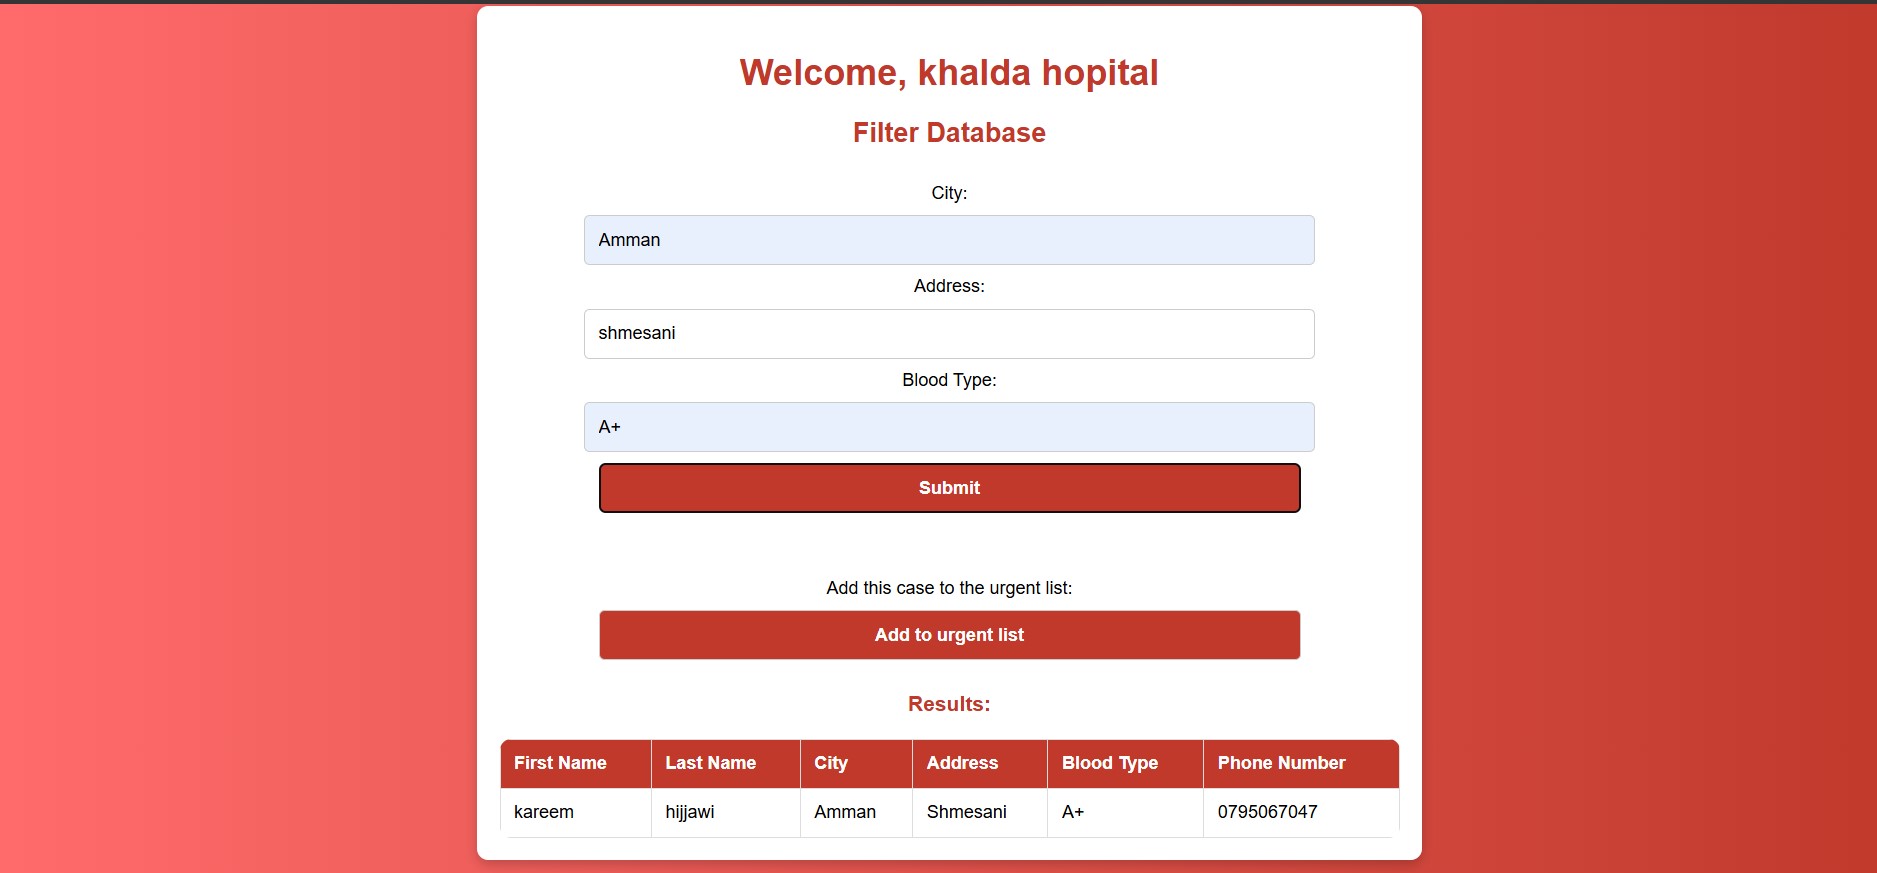 Welcome, khalda hopital
Filter Database
City:
Amman
Address:
shmesani
Blood Type:
A+
Submit
Add this case to the urgent list:
Add to urgent list
Results:
First Name Last Name City Address Blood Type Phone Number
kareem hijjawi Amman Shmesani A+ 0795067047